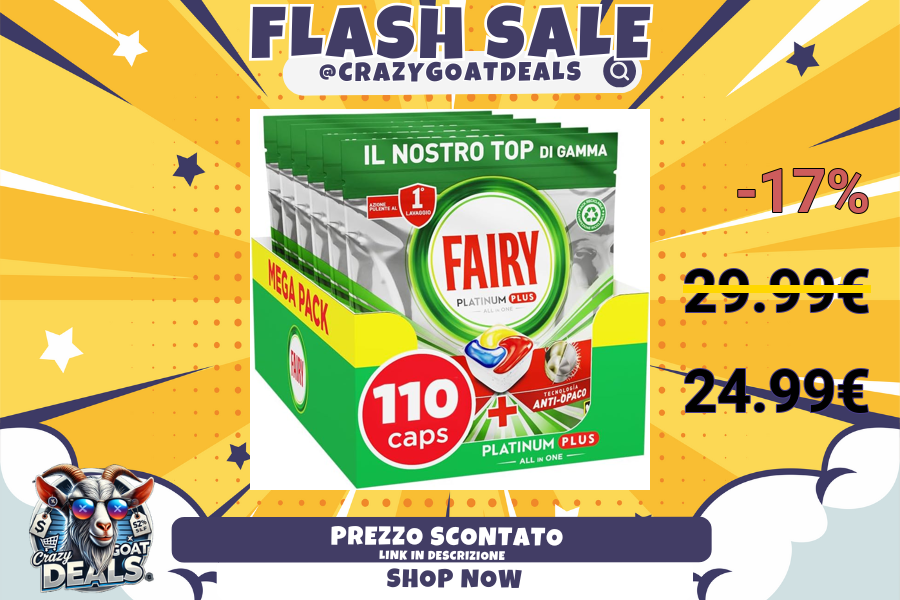 FLASH SALE
@CRAZYGOATDEALS
IL NOSTRO TOP DI GAMMA
AZIONE
PULENTE AL
1°
LAVAGGIO
FAIRY
PLATINUM PLUS
ALL IN ONE
MEGA PACK
FAIRY
110
caps
TECNOLOGIA
ANTI-OPACO
PLATINUM PLUS
ALL IN ONE
-17%
29.99€
24.99€
$
52%
Crazy
GOAT
DEALS
PREZZO SCONTATO
LINK IN DESCRIZIONE
SHOP NOW